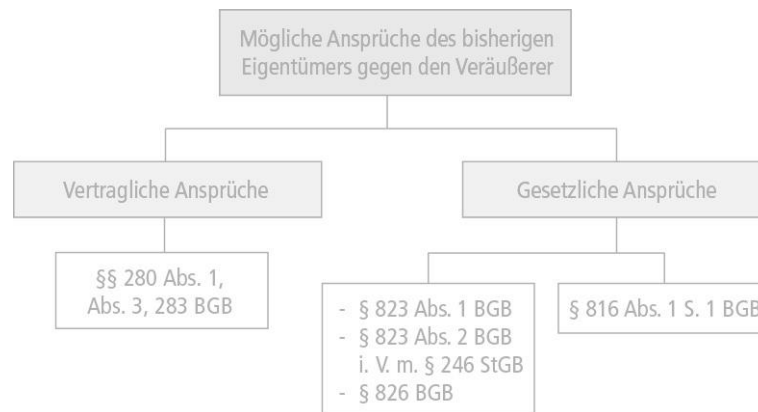 Mögliche Ansprüche des bisherigen
Eigentümers gegen den Veräußerer
Vertragliche Ansprüche
Gesetzliche Ansprüche
§§ 280 Abs. 1,
Abs. 3, 283 BGB
- § 823 Abs. 1 BGB
- § 823 Abs. 2 BGB
i. V. m. § 246 StGB
- § 826 BGB
§ 816 Abs. 1 S. 1 BGB